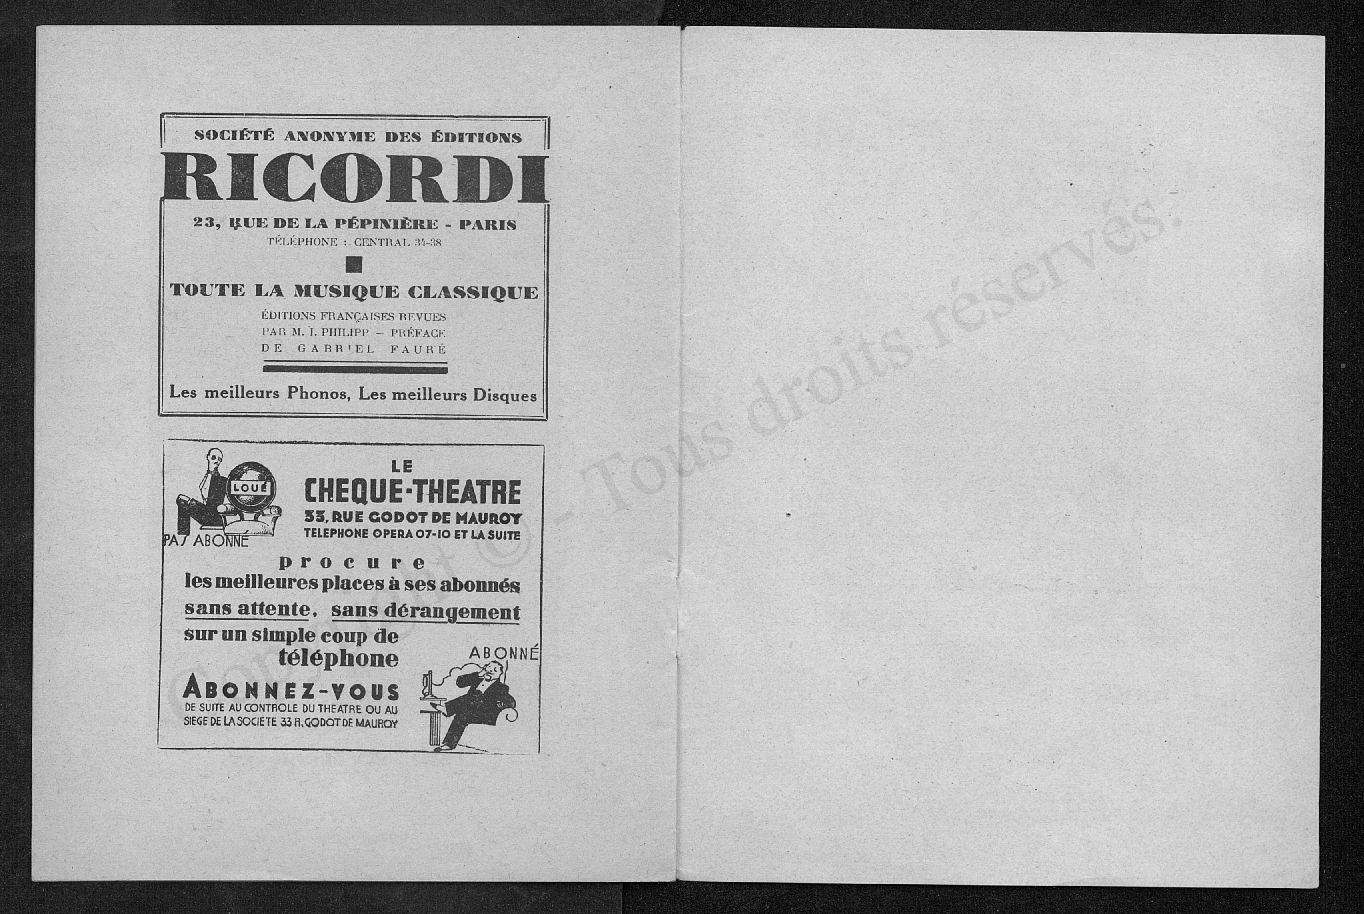 SOCIÉTÉ ANONYME DES ÉDITIONS
RICORDI
23, RUE DE LA PÉPINIÈRE - PARIS
TÉLÉPHONE : CENTRAL 34-38
TOUTE LA MUSIQUE CLASSIQUE
ÉDITIONS FRANÇAISES REVUES
PAR M. I. PHILIPP — PRÉFACE
DE GABRIEL FAURÉ
Les meilleurs Phonos, Les meilleurs Disques
LOUÉ
PAS ABONNÉ
LE
CHEQUE-THEATRE
33, RUE GODOT DE MAUROY
TELEPHONE OPERA 07-10 ET LA SUITE
procure
les meilleures places à ses abonnés
sans attente, sans dérangement
sur un simple coup de
téléphone
ABONNÉ
ABONNEZ-VOUS
DE SUITE AU CONTROLE DU THEATRE OU AU
SIEGE DE LA SOCIETE 33 R. GODOT DE MAUROY
Copyright © - Tous droits réservés.